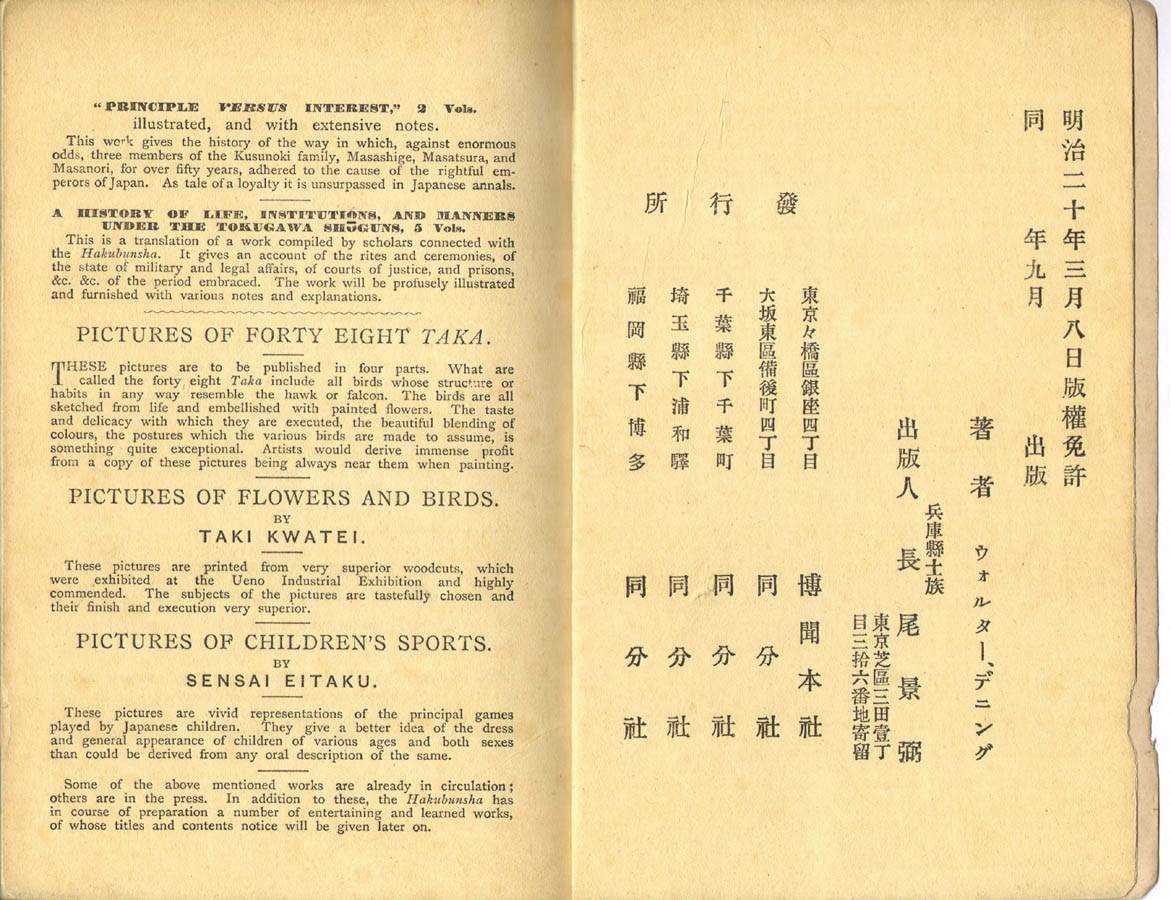 "PRINCIPLE VERSUS INTEREST," 2 Vols.
illustrated, and with extensive notes.
This work gives the history of the way in which, against enormous
odds, three members of the Kusunoki family, Masashige, Masatsura, and
Masanori, for over fifty years, adhered to the cause of the rightful em-
perors of Japan. As tale of a loyalty it is unsurpassed in Japanese annals.
A HISTORY OF LIFE, INSTITUTIONS, AND MANNERS
UNDER THE TOKUGAWA SHŌGUNS, 5 Vols.
This is a translation of a work compiled by scholars connected with
the Hakubunsha. It gives an account of the rites and ceremonies, of
the state of military and legal affairs, of courts of justice, and prisons,
&c. &c. of the period embraced. The work will be profusely illustrated
and furnished with various notes and explanations.
PICTURES OF FORTY EIGHT TAKA.
THESE pictures are to be published in four parts. What are
called the forty eight Taka include all birds whose structure or
habits in any way resemble the hawk or falcon. The birds are all
sketched from life and embellished with painted flowers. The taste
and delicacy with which they are executed, the beautiful blending of
colours, the postures which the various birds are made to assume, is
something quite exceptional. Artists would derive immense profit
from a copy of these pictures being always near them when painting.
PICTURES OF FLOWERS AND BIRDS.
BY
TAKI KWATEI.
These pictures are printed from very superior woodcuts, which
were exhibited at the Ueno Industrial Exhibition and highly
commended. The subjects of the pictures are tastefully chosen and
their finish and execution very superior.
PICTURES OF CHILDREN'S SPORTS.
BY
SENSAI EITAKU.
These pictures are vivid representations of the principal games
played by Japanese children. They give a better idea of the dress
and general appearance of children of various ages and both sexes
than could be derived from any oral description of the same.
Some of the above mentioned works are already in circulation;
others are in the press. In addition to these, the Hakubunsha has
in course of preparation a number of entertaining and learned works,
of whose titles and contents notice will be given later on.
明治二十年三月八日版權免許
同 年九月 出版
著者 ウォルター、デニング
兵庫縣士族
出版人 長尾景弼
東京芝區三田壹丁
目三拾六番地寄留
發行所
東京々橋區銀座四丁目 博聞本社
大坂東區備後町四丁目 同分社
千葉縣下千葉町 同分社
埼玉縣下浦和驛 同分社
福岡縣下博多 同分社